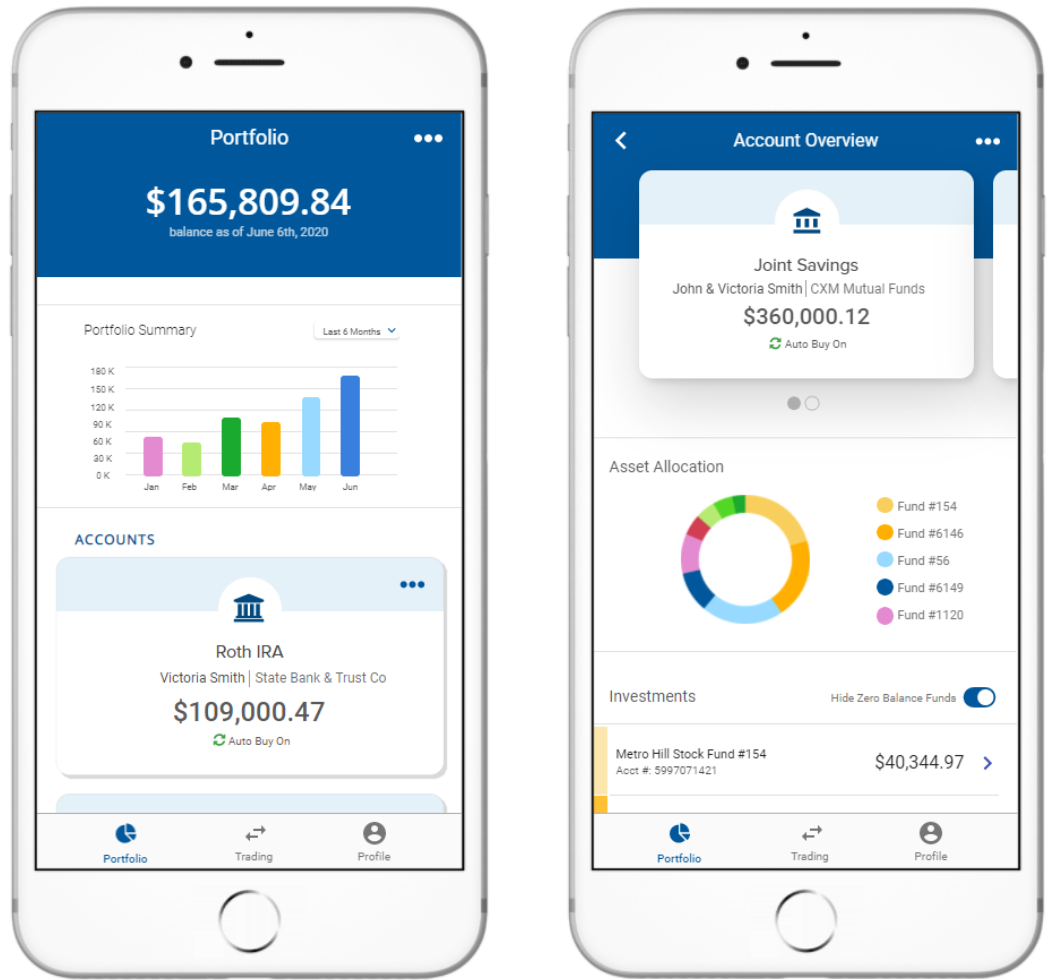 Portfolio
$165,809.84
balance as of June 6th, 2020
Portfolio Summary
Last 6 Months
180 K
150 K
120 K
90 K
60 K
30 K
0 K
Jan Feb Mar Apr May Jun
ACCOUNTS
Roth IRA
Victoria Smith | State Bank & Trust Co
$109,000.47
Auto Buy On
Portfolio Trading Profile
Account Overview
Joint Savings
John & Victoria Smith | CXM Mutual Funds
$360,000.12
Auto Buy On
Asset Allocation
Fund #154
Fund #6146
Fund #56
Fund #6149
Fund #1120
Investments Hide Zero Balance Funds
Metro Hill Stock Fund #154 $40,344.97
Acct #: 5997071421
Portfolio Trading Profile